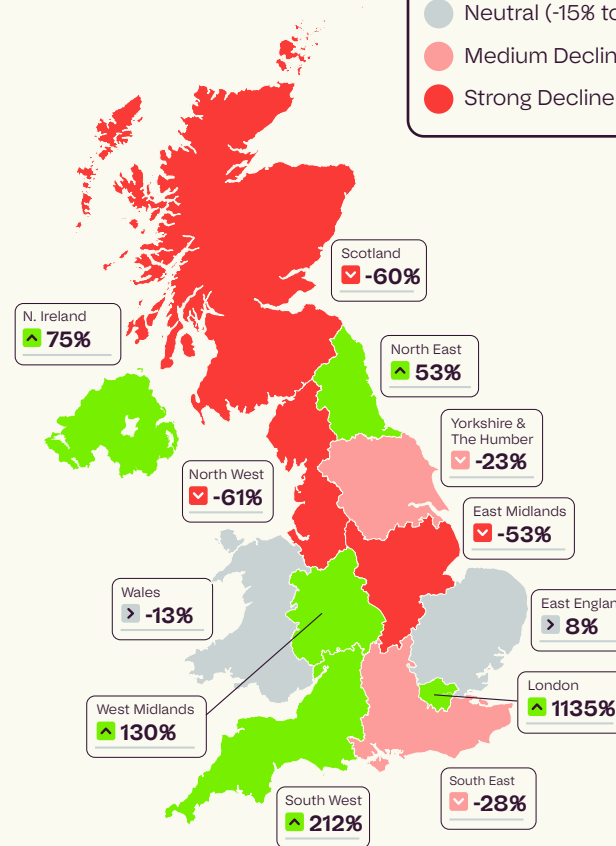 Neutral (-15% to
Medium Declin
Strong Decline
Scotland
-60%
N. Ireland
75%
North East
53%
Yorkshire &
The Humber
-23%
North West
-61%
East Midlands
-53%
Wales
-13%
East Englan
8%
London
1135%
West Midlands
130%
South East
-28%
South West
212%